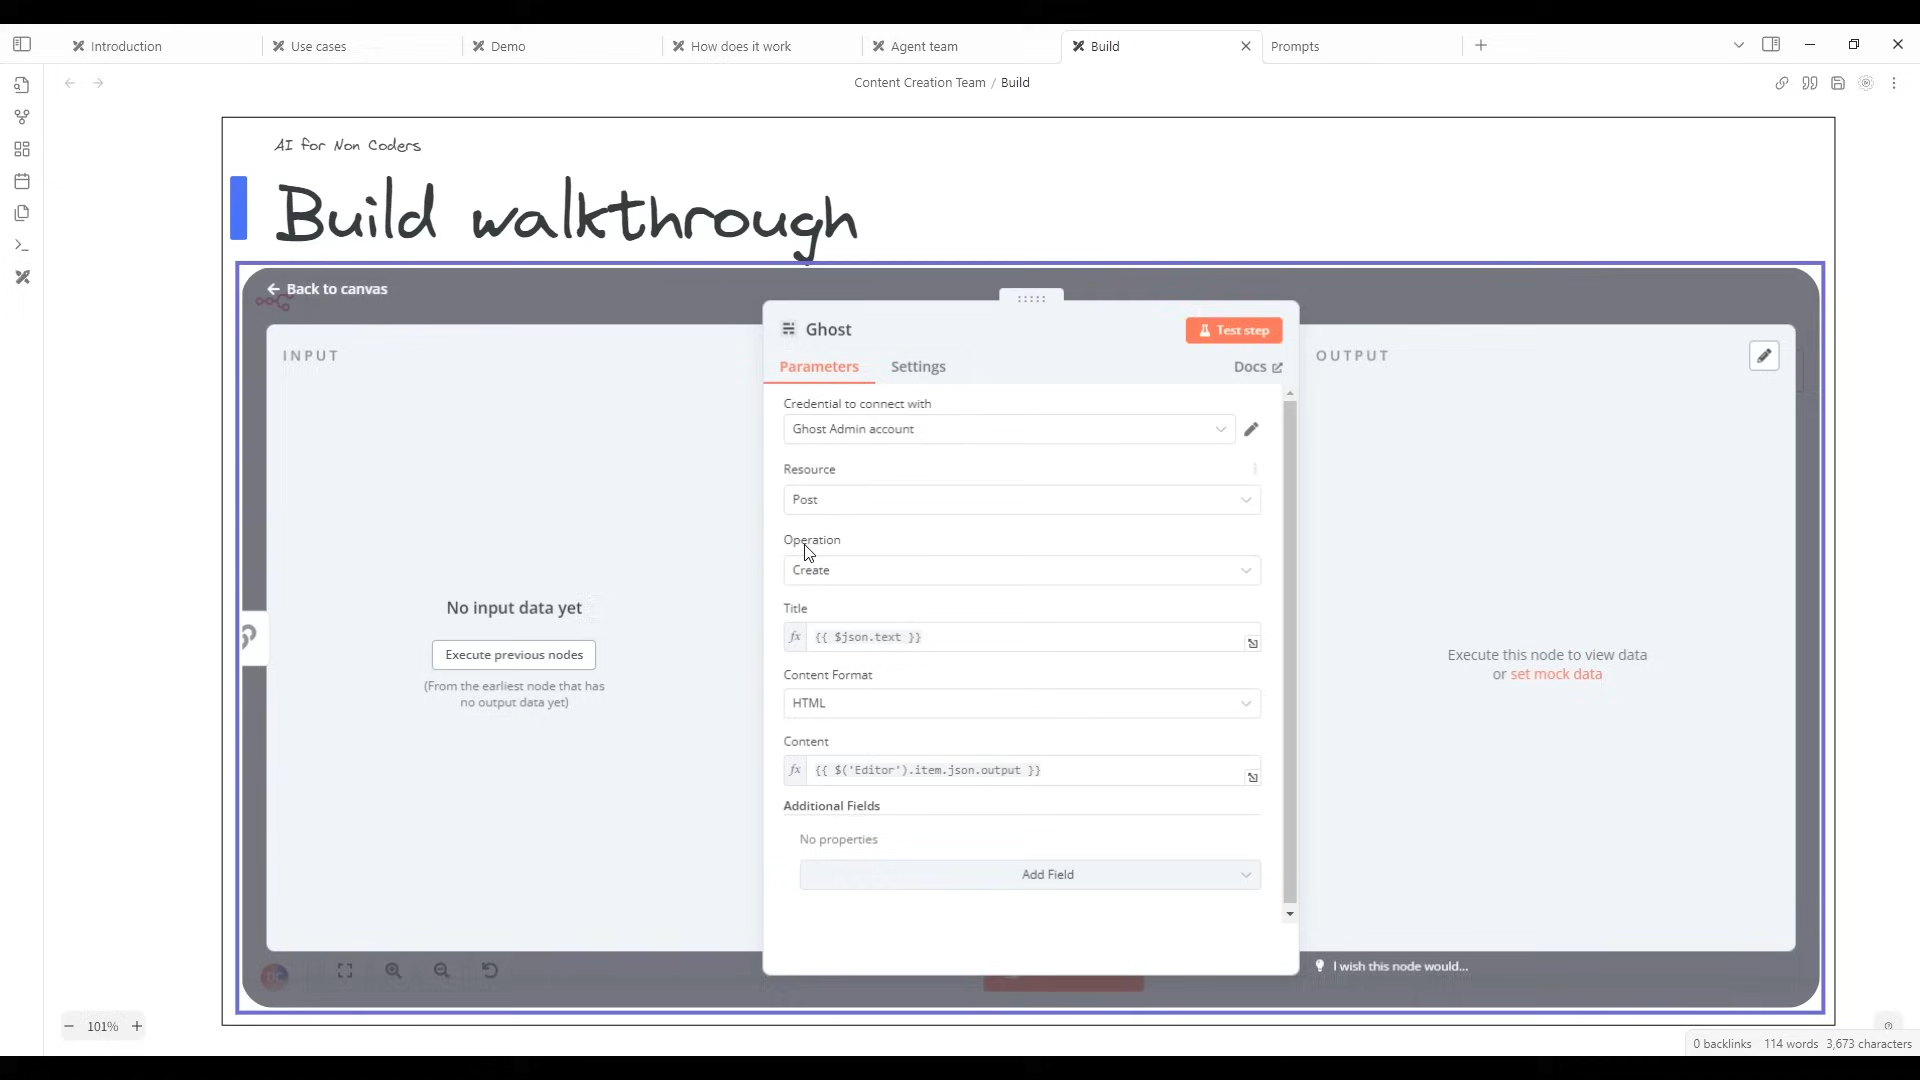 Introduction
Use cases
Demo
How does it work
Agent team
Build
Prompts
Content Creation Team / Build
AI for Non Coders
Build walkthrough
Back to canvas
INPUT
Ghost
Test step
OUTPUT
Parameters
Settings
Docs
Credential to connect with
Ghost Admin account
Resource
Post
Operation
Create
No input data yet
Title
fx {{ $json.text }}
Execute previous nodes
Execute this node to view data
or set mock data
(From the earliest node that has
no output data yet)
Content Format
HTML
Content
fx {{ $('Editor').item.json.output }}
Additional Fields
No properties
Add Field
I wish this node would...
101%
0 backlinks 114 words 3,673 characters